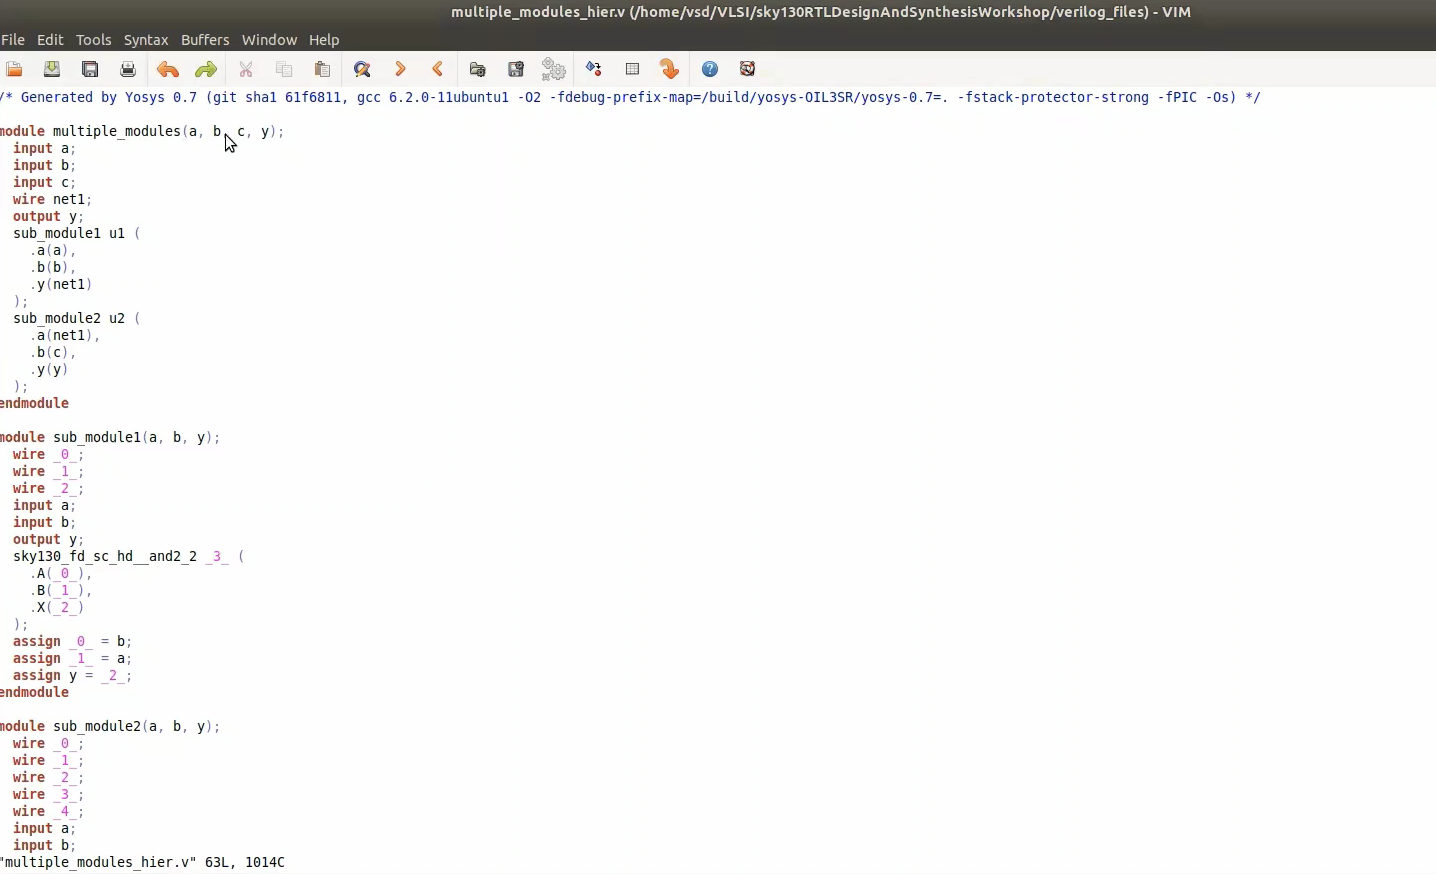 multiple_modules_hier.v (/home/vsd/VLSI/sky130RTLDesignAndSynthesisWorkshop/verilog_files) - VIM
File Edit Tools Syntax Buffers Window Help
/* Generated by Yosys 0.7 (git sha1 61f6811, gcc 6.2.0-11ubuntu1 -O2 -fdebug-prefix-map=/build/yosys-OIL3SR/yosys-0.7=. -fstack-protector-strong -fPIC -Os) */
module multiple_modules(a, b, c, y);
input a;
input b;
input c;
wire net1;
output y;
sub_module1 u1 (
.a(a),
.b(b),
.y(net1)
);
sub_module2 u2 (
.a(net1),
.b(c),
.y(y)
);
endmodule
module sub_module1(a, b, y);
wire _0_;
wire _1_;
wire _2_;
input a;
input b;
output y;
sky130_fd_sc_hd__and2_2 _3_ (
.A(_0_),
.B(_1_),
.X(_2_)
);
assign _0_ = b;
assign _1_ = a;
assign y = _2_;
endmodule
module sub_module2(a, b, y);
wire _0_;
wire _1_;
wire _2_;
wire _3_;
wire _4_;
input a;
input b;
"multiple_modules_hier.v" 63L, 1014C